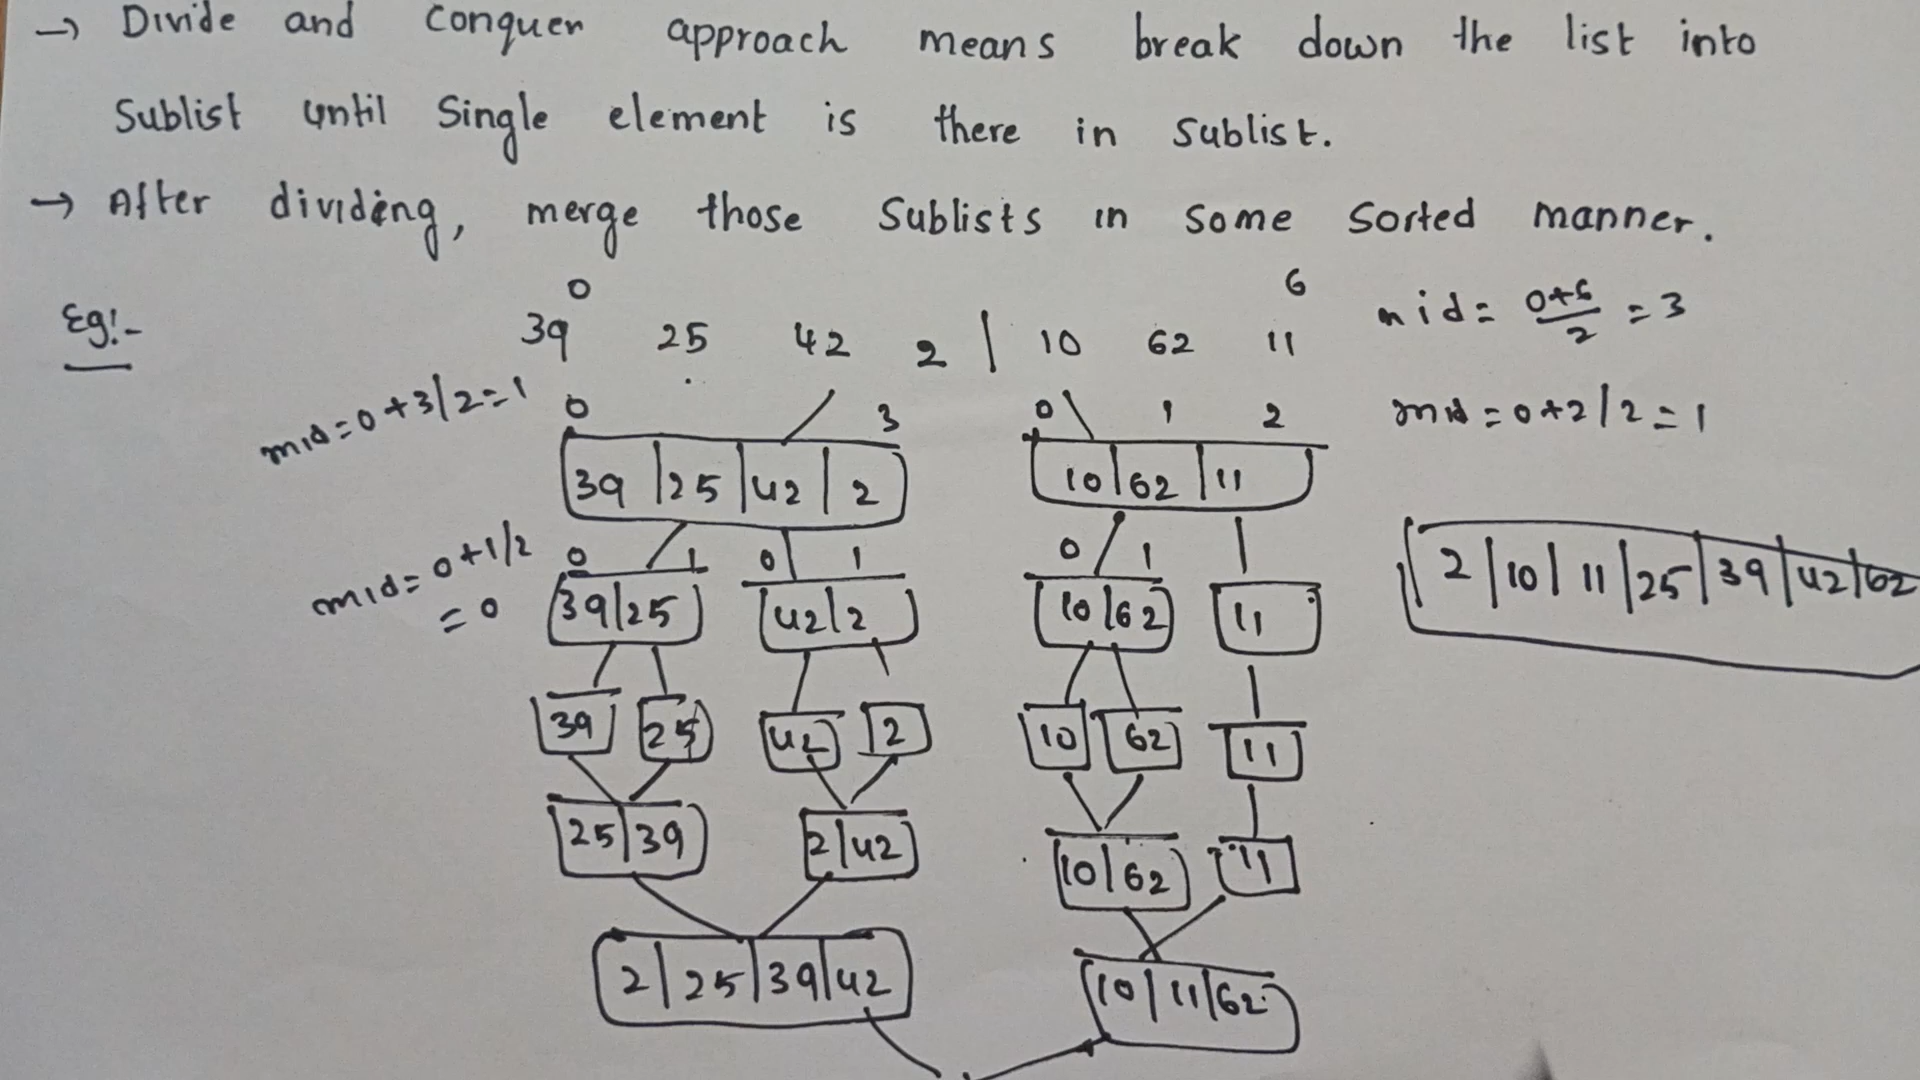 → Divide and Conquer approach means break down the list into
Sublist until Single element is there in Sublist.
→ After dividing, merge those Sublists in some Sorted manner.
Eg:-
0 6
39 25 42 2 | 10 62 11
mid = 0+6/2 = 3
mid = 0+3/2 = 1
0 3 0 1 2
mid = 0+2/2 = 1
39 | 25 | 42 | 2 10 | 62 | 11
mid = 0+1/2
= 0
0 1 0 1 0 1
39 | 25 42 | 2 10 | 62 11
2 | 10 | 11 | 25 | 39 | 42 | 62
39 25 42 2 10 62 11
25 | 39 2 | 42 10 | 62 11
2 | 25 | 39 | 42 10 | 11 | 62